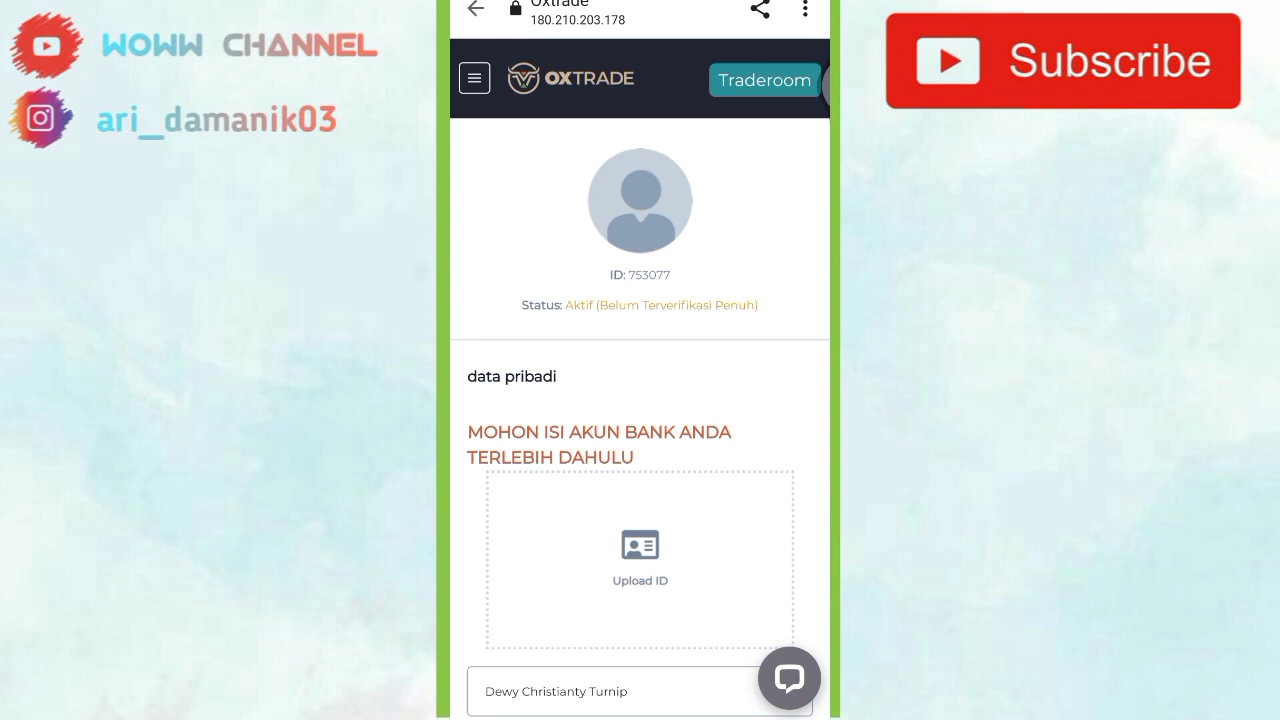 WOWW CHANNEL
ari_damanik03
Subscribe
Oxtrade
180.210.203.178
OXTRADE
Traderoom
ID: 753077
Status: Aktif (Belum Terverifikasi Penuh)
data pribadi
MOHON ISI AKUN BANK ANDA
TERLEBIH DAHULU
Upload ID
Dewy Christianty Turnip